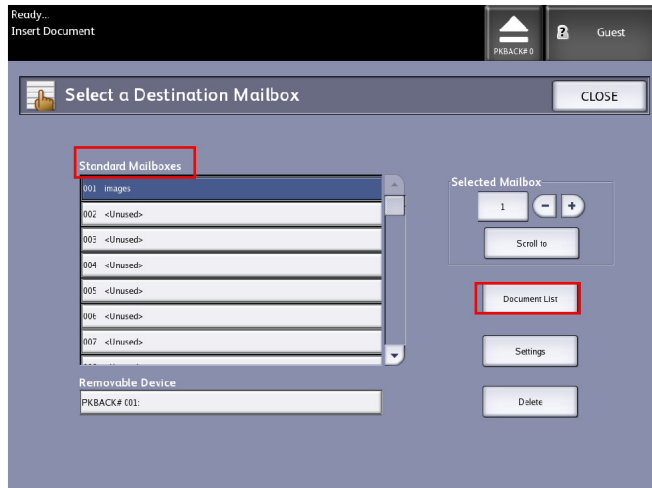 Ready...
Insert Document
PKBACK# 0
Guest
Select a Destination Mailbox
CLOSE
Standard Mailboxes
001 images
002 <Unused>
003 <Unused>
004 <Unused>
005 <Unused>
006 <Unused>
007 <Unused>
Selected Mailbox
1 - +
Scroll to
Document List
Settings
Delete
Removable Device
PKBACK# 001: